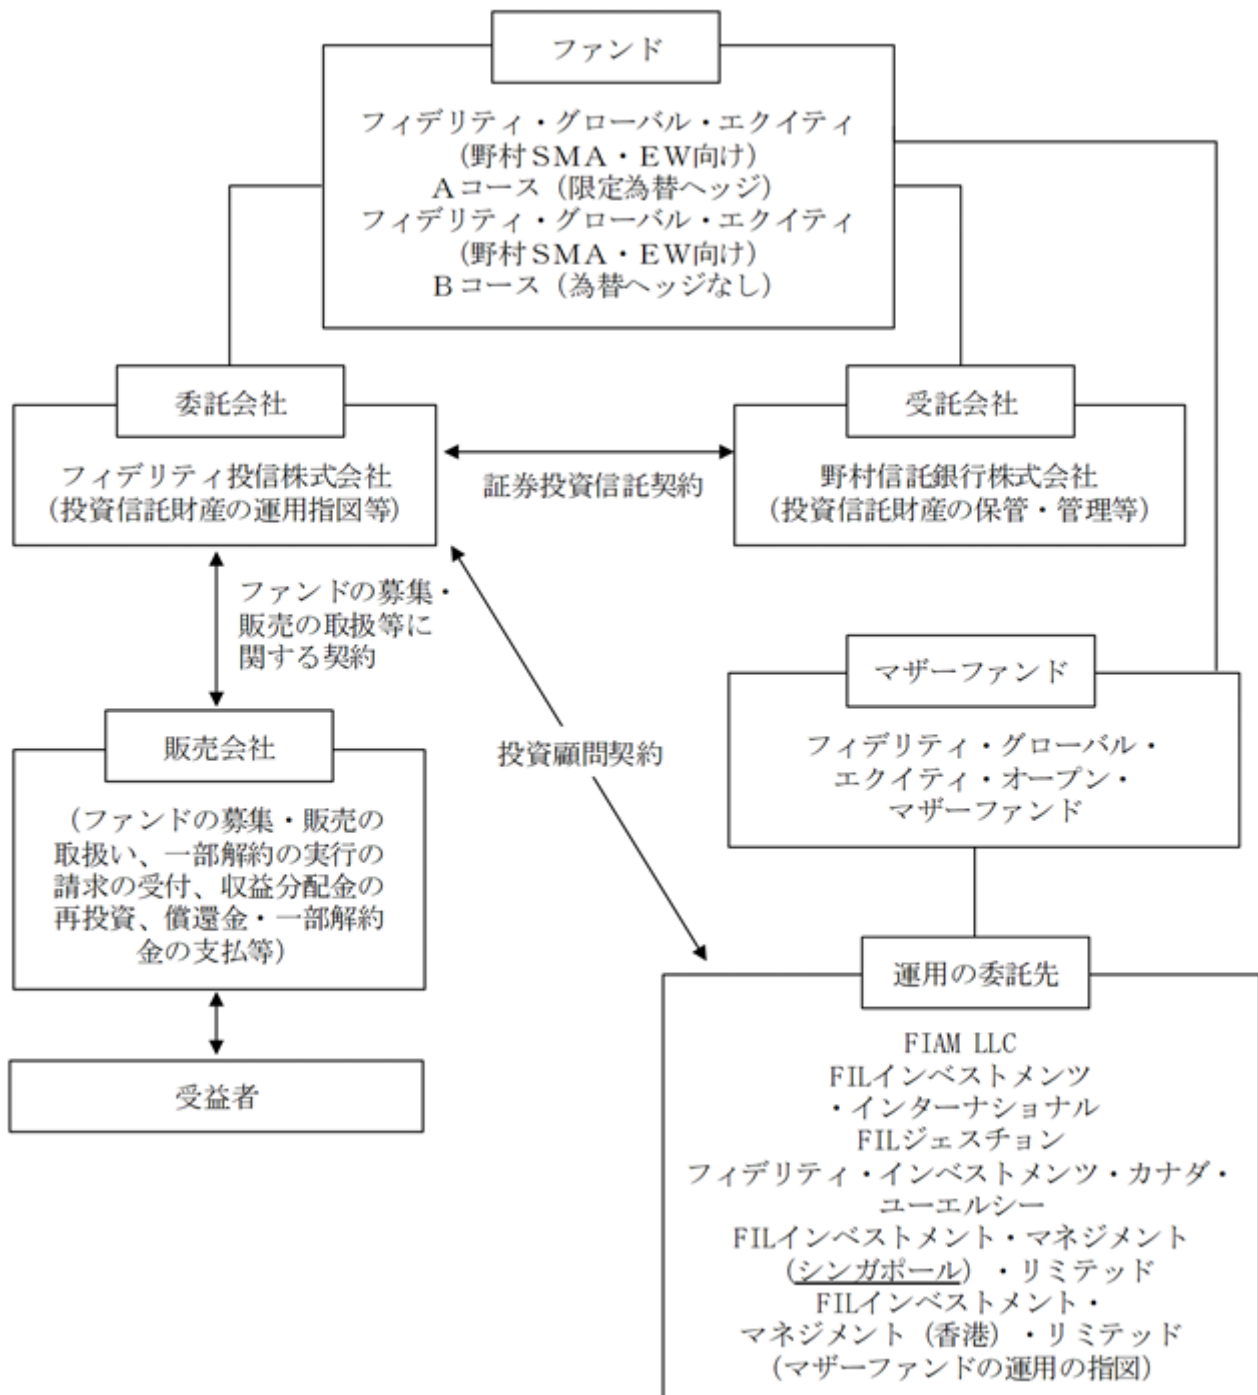 ファンド
フィデリティ・グローバル・エクイティ
(野村ＳＭＡ・ＥＷ向け)
Ａコース（限定為替ヘッジ）
フィデリティ・グローバル・エクイティ
(野村ＳＭＡ・ＥＷ向け)
Ｂコース（為替ヘッジなし）
委託会社
フィデリティ投信株式会社
（投資信託財産の運用指図等）
証券投資信託契約
受託会社
野村信託銀行株式会社
（投資信託財産の保管・管理等）
ファンドの募集・
販売の取扱等に
関する契約
投資顧問契約
マザーファンド
フィデリティ・グローバル・
エクイティ・オープン・
マザーファンド
販売会社
（ファンドの募集・販売の
取扱い、一部解約の実行の
請求の受付、収益分配金の
再投資、償還金・一部解約
金の支払等）
受益者
運用の委託先
FIAM LLC
FILインベストメンツ
・インターナショナル
FILジェスチョン
フィデリティ・インベストメンツ・カナダ・
ユーエルシー
FILインベストメント・マネジメント
（シンガポール）・リミテッド
FILインベストメント・
マネジメント（香港）・リミテッド
（マザーファンドの運用の指図）